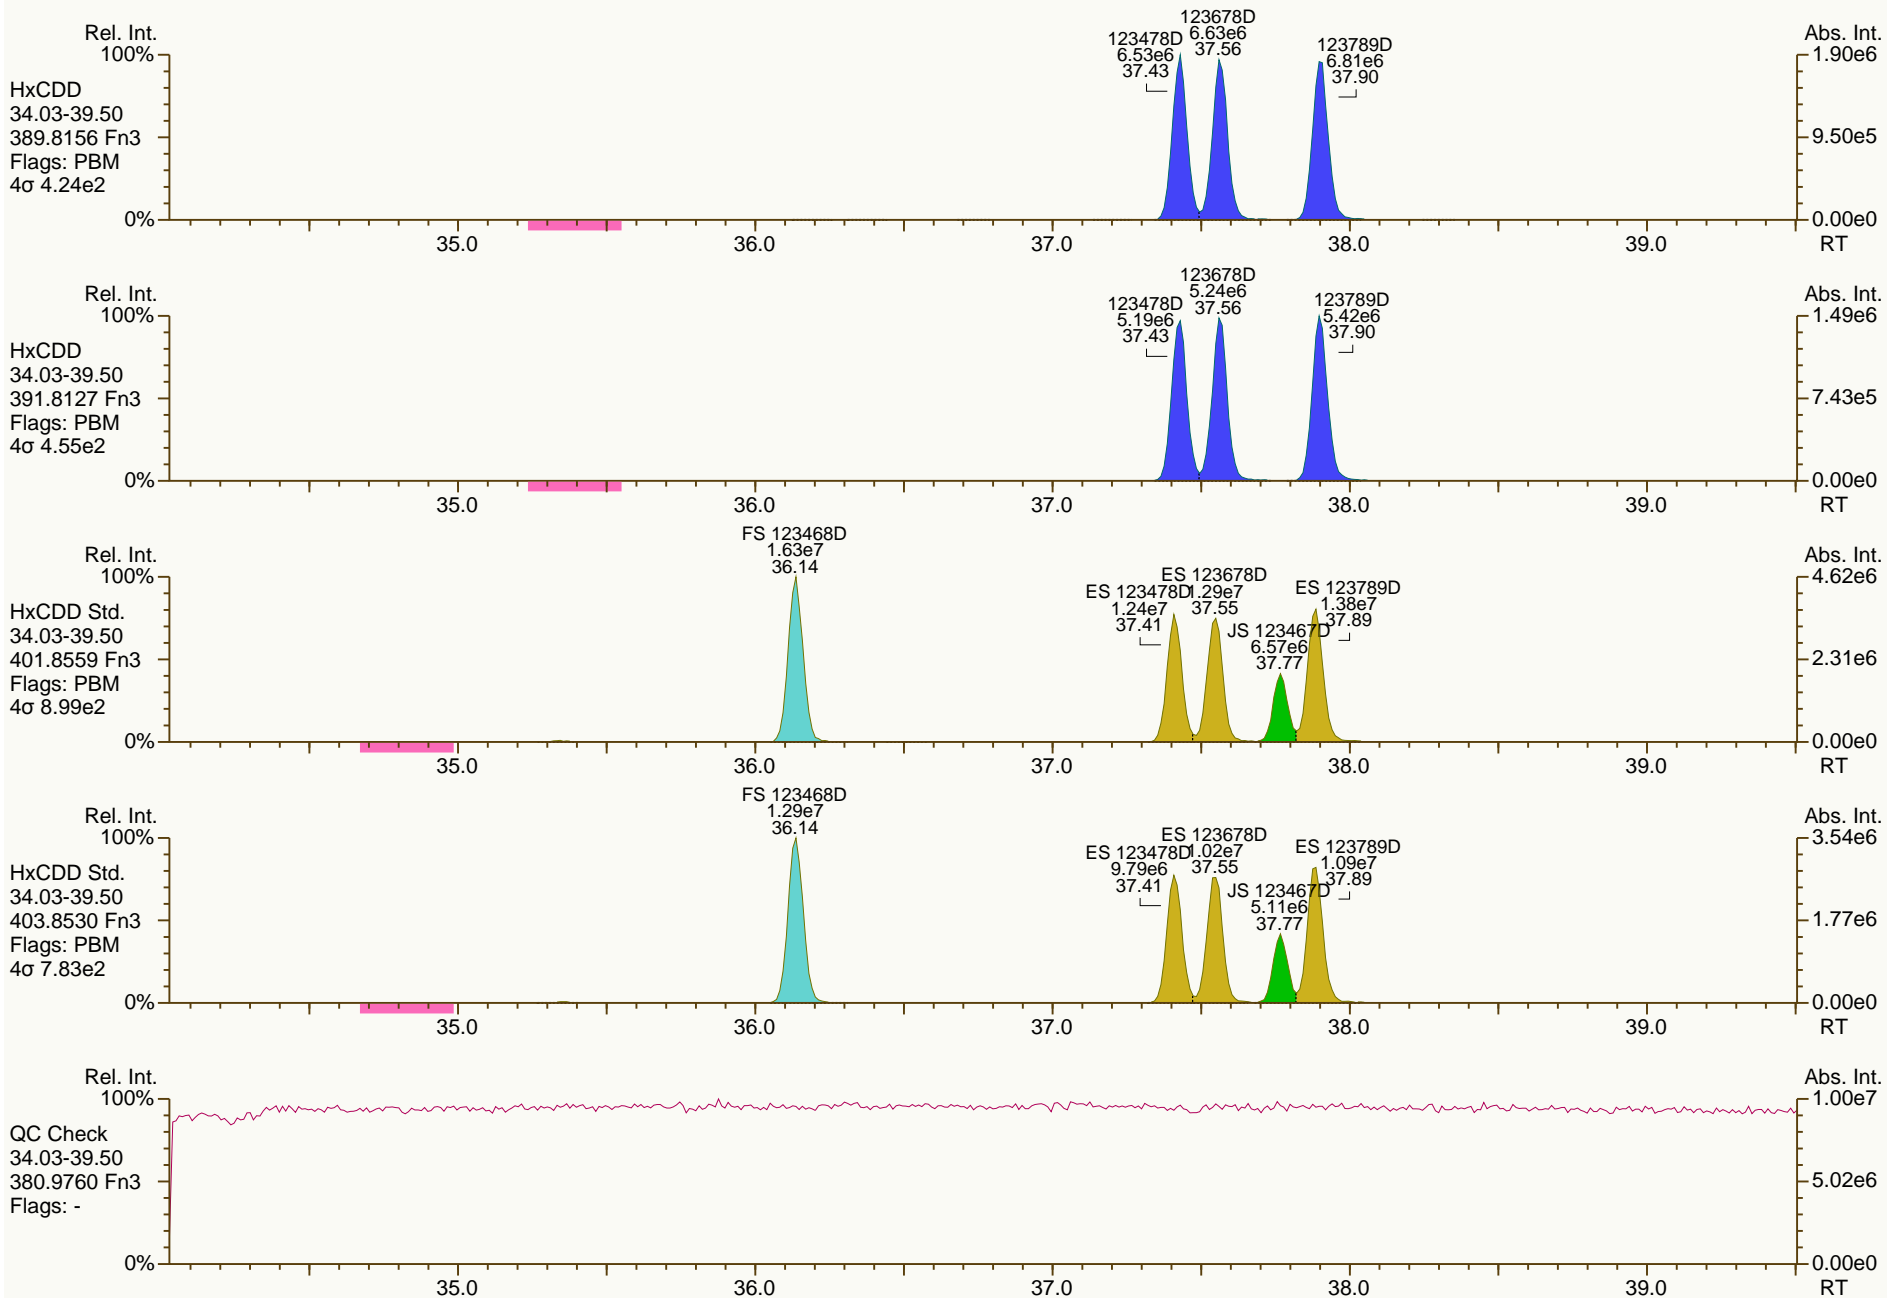 Rel. Int.
100%
0%
HxCDD
34.03-39.50
389.8156 Fn3
Flags: PBM
4σ 4.24e2
123478D
6.53e6
37.43
123678D
6.63e6
37.56
123789D
6.81e6
37.90
Abs. Int.
1.90e6
9.50e5
0.00e0
35.0 36.0 37.0 38.0 39.0 RT
Rel. Int.
100%
0%
HxCDD
34.03-39.50
391.8127 Fn3
Flags: PBM
4σ 4.55e2
123478D
5.19e6
37.43
123678D
5.24e6
37.56
123789D
5.42e6
37.90
Abs. Int.
1.49e6
7.43e5
0.00e0
35.0 36.0 37.0 38.0 39.0 RT
Rel. Int.
100%
0%
HxCDD Std.
34.03-39.50
401.8559 Fn3
Flags: PBM
4σ 8.99e2
FS 123468D
1.63e7
36.14
ES 123478D
1.24e7
37.41
ES 123678D
1.29e7
37.55
JS 123467D
6.57e6
37.77
ES 123789D
1.38e7
37.89
Abs. Int.
4.62e6
2.31e6
0.00e0
35.0 36.0 37.0 38.0 39.0 RT
Rel. Int.
100%
0%
HxCDD Std.
34.03-39.50
403.8530 Fn3
Flags: PBM
4σ 7.83e2
FS 123468D
1.29e7
36.14
ES 123478D
9.79e6
37.41
ES 123678D
1.02e7
37.55
JS 123467D
5.11e6
37.77
ES 123789D
1.09e7
37.89
Abs. Int.
3.54e6
1.77e6
0.00e0
35.0 36.0 37.0 38.0 39.0 RT
Rel. Int.
100%
0%
QC Check
34.03-39.50
380.9760 Fn3
Flags: -
Abs. Int.
1.00e7
5.02e6
0.00e0
35.0 36.0 37.0 38.0 39.0 RT